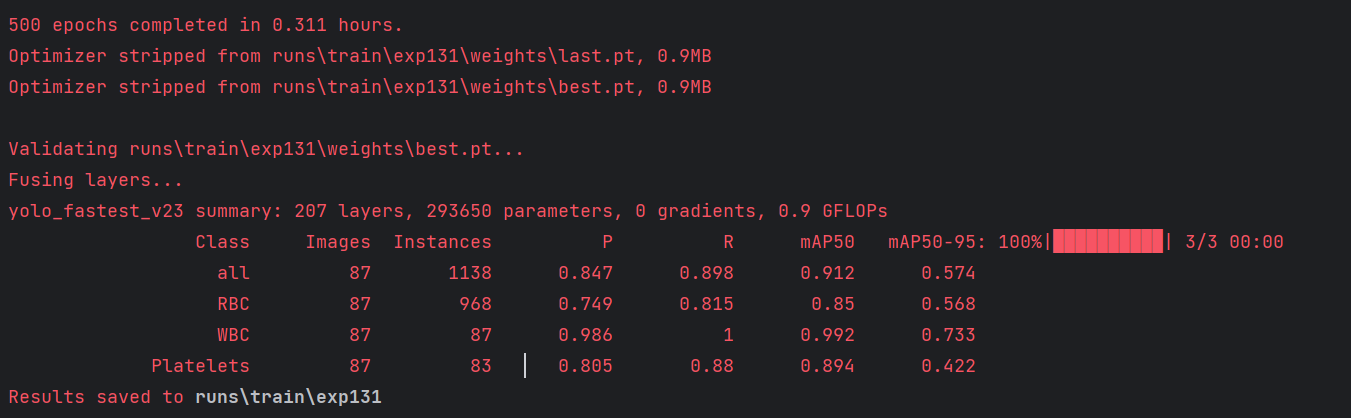 500 epochs completed in 0.311 hours.
Optimizer stripped from runs\train\exp131\weights\last.pt, 0.9MB
Optimizer stripped from runs\train\exp131\weights\best.pt, 0.9MB
Validating runs\train\exp131\weights\best.pt...
Fusing layers...
yolo_fastest_v23 summary: 207 layers, 293650 parameters, 0 gradients, 0.9 GFLOPs
Class Images Instances P R mAP50 mAP50-95: 100%|██████████| 3/3 00:00
all 87 1138 0.847 0.898 0.912 0.574
RBC 87 968 0.749 0.815 0.85 0.568
WBC 87 87 0.986 1 0.992 0.733
Platelets 87 83 0.805 0.88 0.894 0.422
Results saved to runs\train\exp131